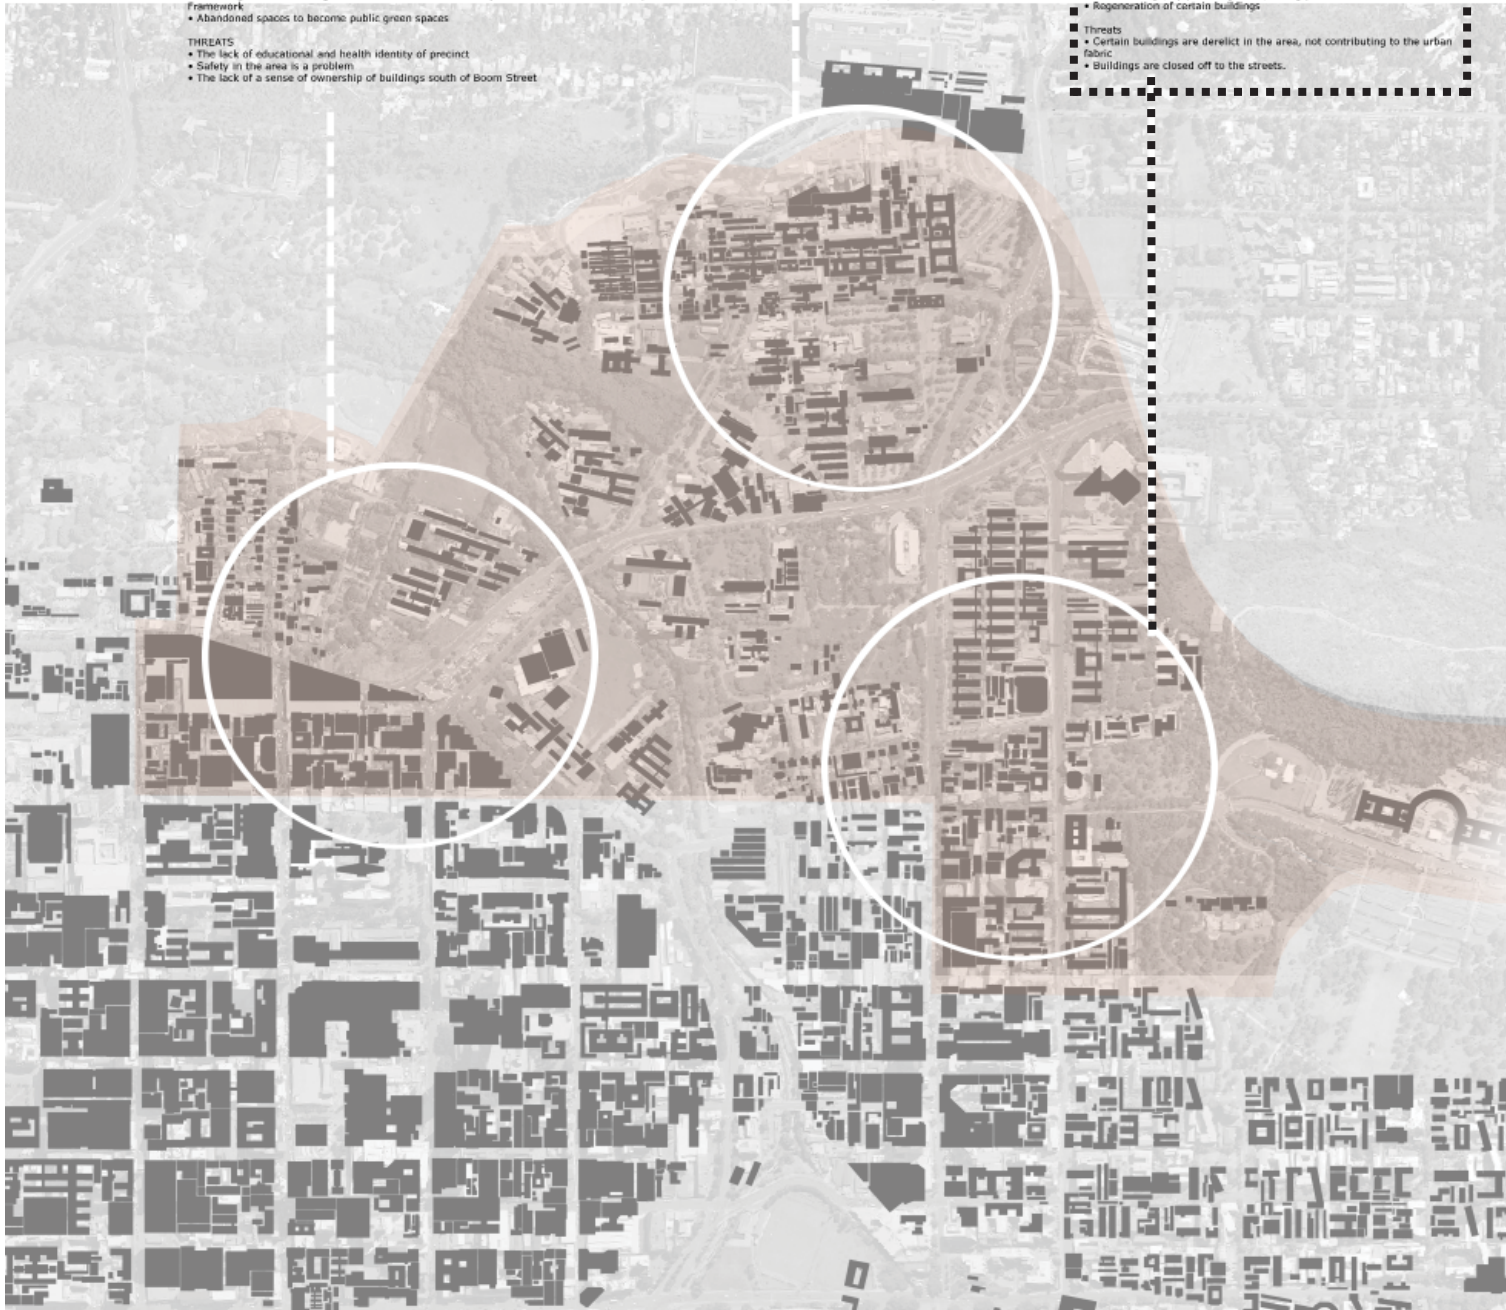 Framework
• Abandoned spaces to become public green spaces
THREATS
• The lack of educational and health identity of precinct
• Safety in the area is a problem
• The lack of a sense of ownership of buildings south of Boom Street
• Regeneration of certain buildings
Threats
• Certain buildings are derelict in the area, not contributing to the urban
fabric
• Buildings are closed off to the streets.